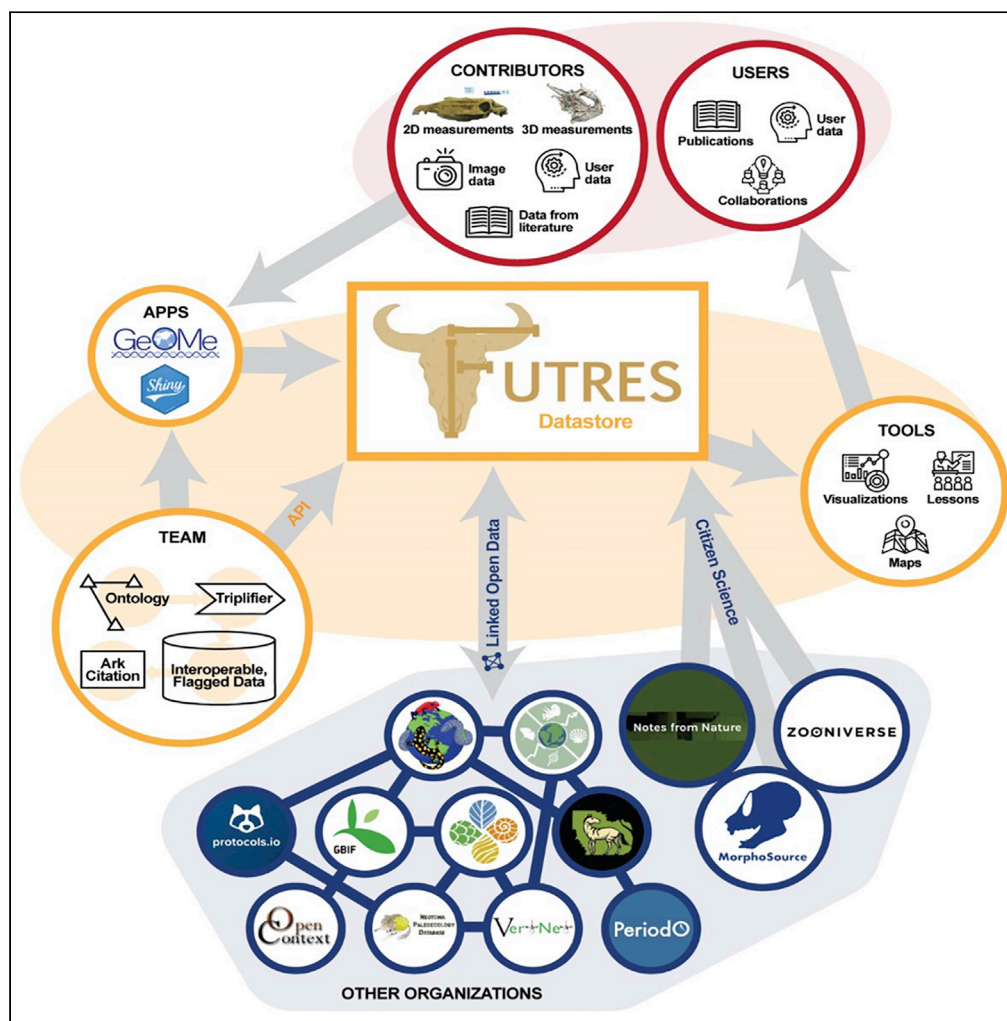 CONTRIBUTORS
2D measurements
3D measurements
Image
data
User
data
Data from
literature
USERS
Publications
User
data
Collaborations
APPS
GeOMe
Shiny
FUTRES
Datastore
TOOLS
Visualizations
Lessons
Maps
TEAM
Ontology
Triplifier
Ark
Citation
Interoperable,
Flagged Data
API
Linked Open Data
Citizen Science
Notes from Nature
ZOONIVERSE
MorphoSource
protocols.io
GBIF
Open
Context
NEOTOMA
PALEOECOLOGY
DATABASE
VertNet
PeriodO
OTHER ORGANIZATIONS